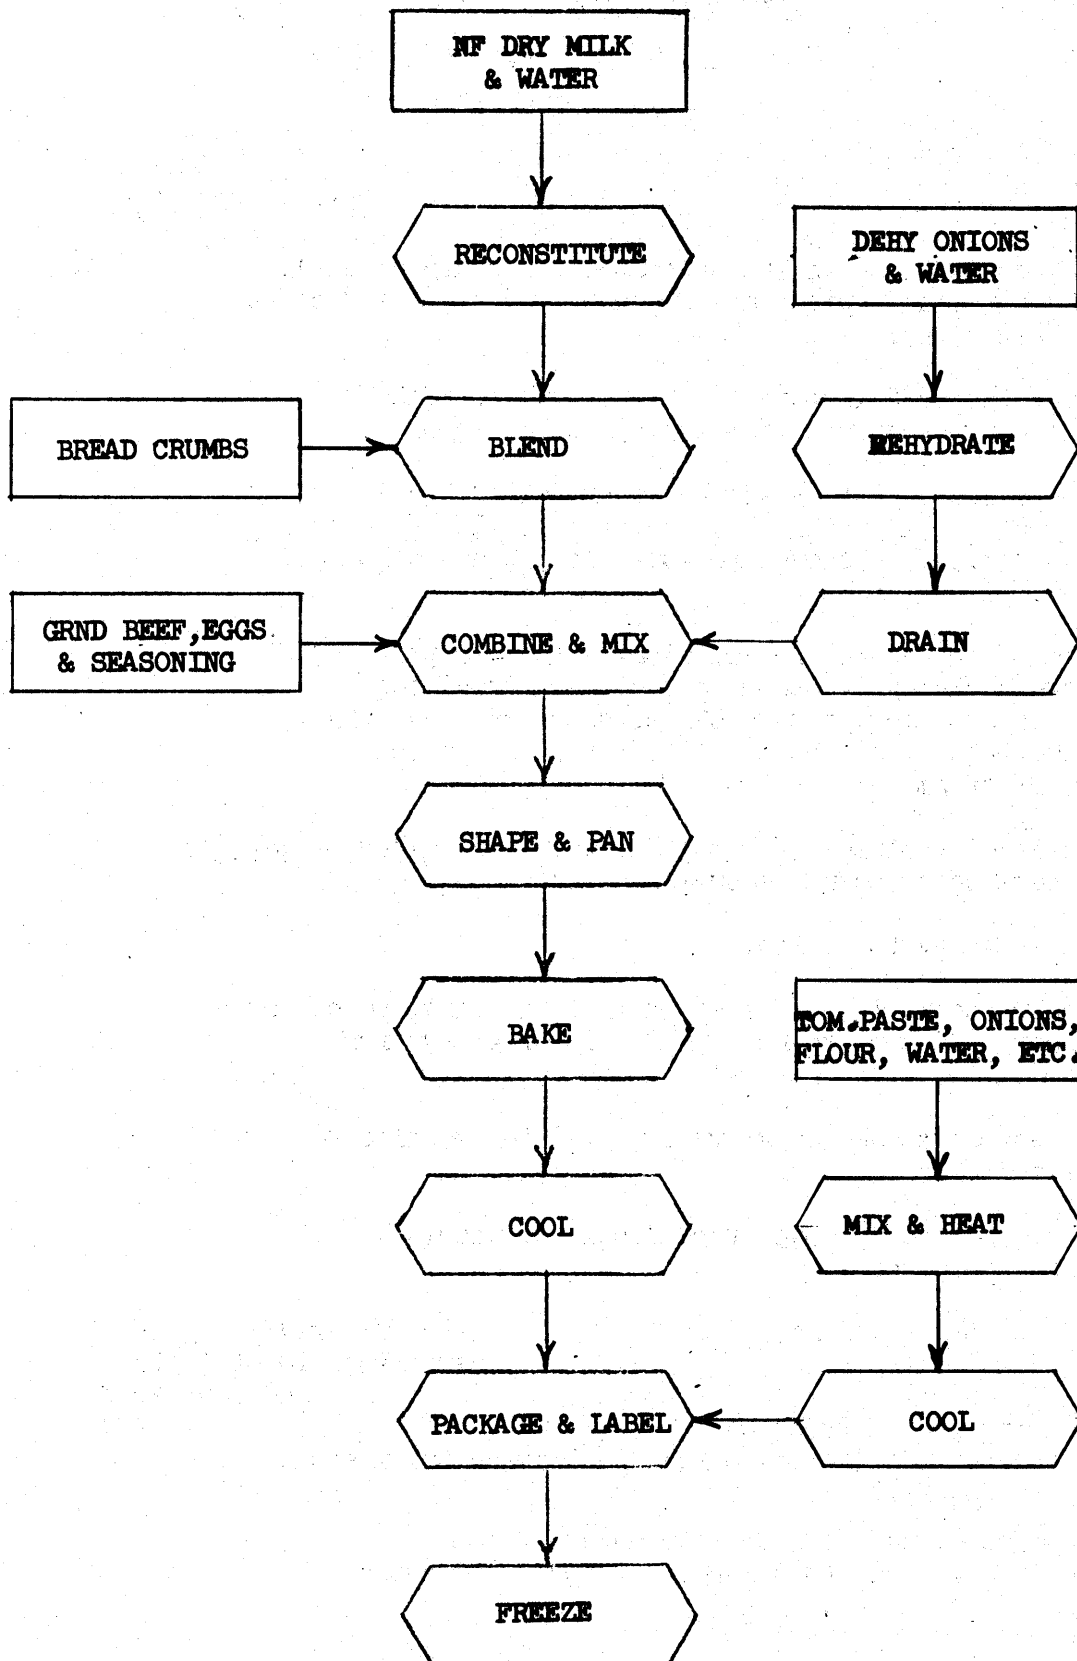 NF DRY MILK
& WATER
RECONSTITUTE
DEHY ONIONS
& WATER
BREAD CRUMBS
BLEND
REHYDRATE
GRND BEEF,EGGS
& SEASONING
COMBINE & MIX
DRAIN
SHAPE & PAN
BAKE
TOM.PASTE, ONIONS,
FLOUR, WATER, ETC.
COOL
MIX & HEAT
PACKAGE & LABEL
COOL
FREEZE